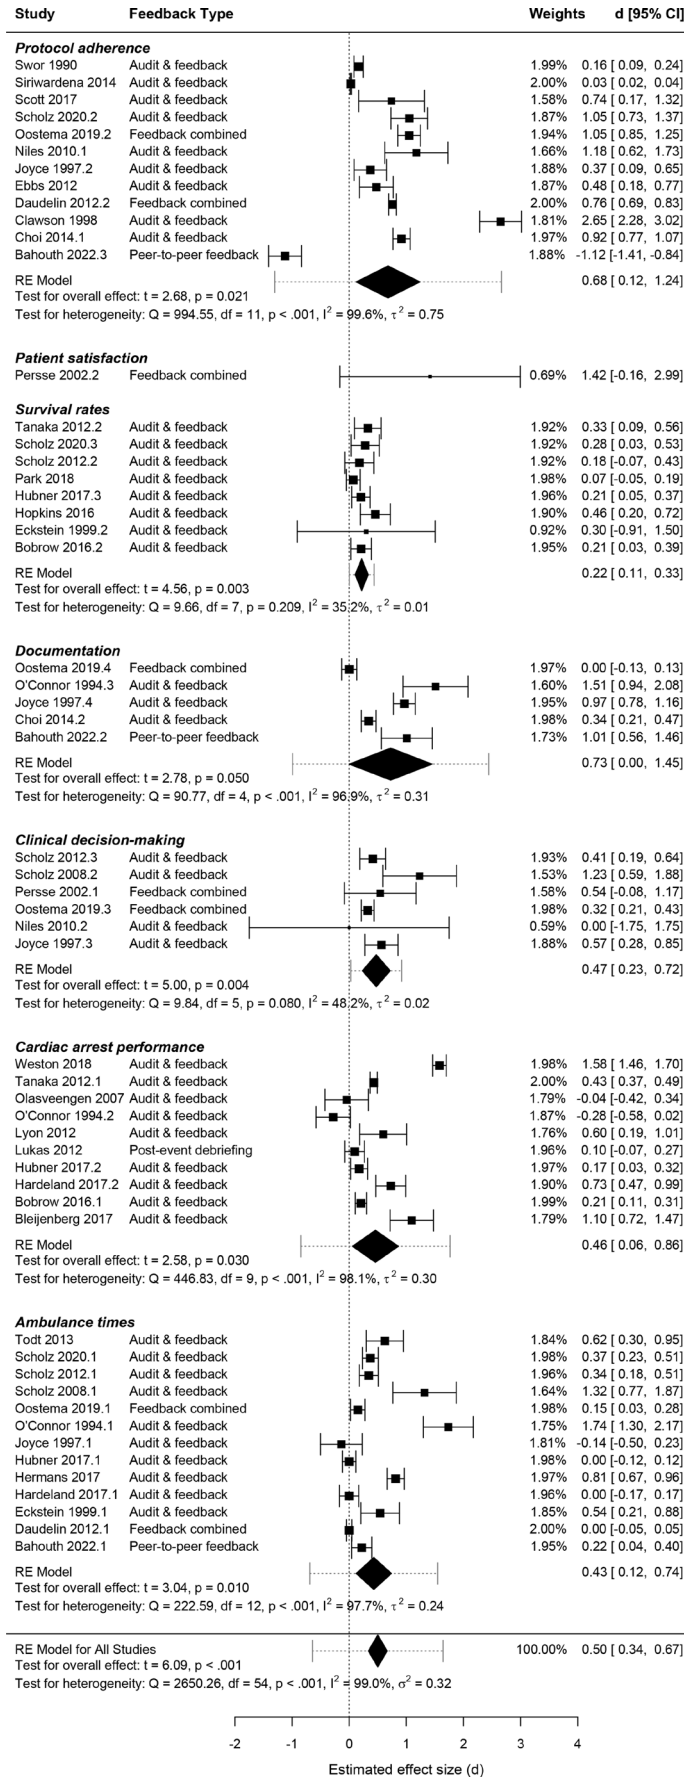 Study Feedback Type Weights d [95% CI]
Protocol adherence
Swor 1990 Audit & feedback 1.99% 0.16 [ 0.09, 0.24]
Siriwardena 2014 Audit & feedback 2.00% 0.03 [ 0.02, 0.04]
Scott 2017 Audit & feedback 1.58% 0.74 [ 0.17, 1.32]
Scholz 2020.2 Audit & feedback 1.87% 1.05 [ 0.73, 1.37]
Oostema 2019.2 Feedback combined 1.94% 1.05 [ 0.85, 1.25]
Niles 2010.1 Audit & feedback 1.66% 1.18 [ 0.62, 1.73]
Joyce 1997.2 Audit & feedback 1.88% 0.37 [ 0.09, 0.65]
Ebbs 2012 Audit & feedback 1.87% 0.48 [ 0.18, 0.77]
Daudelin 2012.2 Feedback combined 2.00% 0.76 [ 0.69, 0.83]
Clawson 1998 Audit & feedback 1.81% 2.65 [ 2.28, 3.02]
Choi 2014.1 Audit & feedback 1.97% 0.92 [ 0.77, 1.07]
Bahouth 2022.3 Peer-to-peer feedback 1.88% -1.12 [-1.41, -0.84]
RE Model 0.68 [ 0.12, 1.24]
Test for overall effect: t = 2.68, p = 0.021
Test for heterogeneity: Q = 994.55, df = 11, p < .001, I² = 99.6%, τ² = 0.75
Patient satisfaction
Persse 2002.2 Feedback combined 0.69% 1.42 [-0.16, 2.99]
Survival rates
Tanaka 2012.2 Audit & feedback 1.92% 0.33 [ 0.09, 0.56]
Scholz 2020.3 Audit & feedback 1.92% 0.28 [ 0.03, 0.53]
Scholz 2012.2 Audit & feedback 1.92% 0.18 [-0.07, 0.43]
Park 2018 Audit & feedback 1.98% 0.07 [-0.05, 0.19]
Hubner 2017.3 Audit & feedback 1.96% 0.21 [ 0.05, 0.37]
Hopkins 2016 Audit & feedback 1.90% 0.46 [ 0.20, 0.72]
Eckstein 1999.2 Audit & feedback 0.92% 0.30 [-0.91, 1.50]
Bobrow 2016.2 Audit & feedback 1.95% 0.21 [ 0.03, 0.39]
RE Model 0.22 [ 0.11, 0.33]
Test for overall effect: t = 4.56, p = 0.003
Test for heterogeneity: Q = 9.66, df = 7, p = 0.209, I² = 35.2%, τ² = 0.01
Documentation
Oostema 2019.4 Feedback combined 1.97% 0.00 [-0.13, 0.13]
O'Connor 1994.3 Audit & feedback 1.60% 1.51 [ 0.94, 2.08]
Joyce 1997.4 Audit & feedback 1.95% 0.97 [ 0.78, 1.16]
Choi 2014.2 Audit & feedback 1.98% 0.34 [ 0.21, 0.47]
Bahouth 2022.2 Peer-to-peer feedback 1.73% 1.01 [ 0.56, 1.46]
RE Model 0.73 [ 0.00, 1.45]
Test for overall effect: t = 2.78, p = 0.050
Test for heterogeneity: Q = 90.77, df = 4, p < .001, I² = 96.9%, τ² = 0.31
Clinical decision-making
Scholz 2012.3 Audit & feedback 1.93% 0.41 [ 0.19, 0.64]
Scholz 2008.2 Audit & feedback 1.53% 1.23 [ 0.59, 1.88]
Persse 2002.1 Feedback combined 1.58% 0.54 [-0.08, 1.17]
Oostema 2019.3 Feedback combined 1.98% 0.32 [ 0.21, 0.43]
Niles 2010.2 Audit & feedback 0.59% 0.00 [-1.75, 1.75]
Joyce 1997.3 Audit & feedback 1.88% 0.57 [ 0.28, 0.85]
RE Model 0.47 [ 0.23, 0.72]
Test for overall effect: t = 5.00, p = 0.004
Test for heterogeneity: Q = 9.84, df = 5, p = 0.080, I² = 48.2%, τ² = 0.02
Cardiac arrest performance
Weston 2018 Audit & feedback 1.98% 1.58 [ 1.46, 1.70]
Tanaka 2012.1 Audit & feedback 2.00% 0.43 [ 0.37, 0.49]
Olasveengen 2007 Audit & feedback 1.79% -0.04 [-0.42, 0.34]
O'Connor 1994.2 Audit & feedback 1.87% -0.28 [-0.58, 0.02]
Lyon 2012 Audit & feedback 1.76% 0.60 [ 0.19, 1.01]
Lukas 2012 Post-event debriefing 1.96% 0.10 [-0.07, 0.27]
Hubner 2017.2 Audit & feedback 1.97% 0.17 [ 0.03, 0.32]
Hardeland 2017.2 Audit & feedback 1.90% 0.73 [ 0.47, 0.99]
Bobrow 2016.1 Audit & feedback 1.99% 0.21 [ 0.11, 0.31]
Bleijenberg 2017 Audit & feedback 1.79% 1.10 [ 0.72, 1.47]
RE Model 0.46 [ 0.06, 0.86]
Test for overall effect: t = 2.58, p = 0.030
Test for heterogeneity: Q = 446.83, df = 9, p < .001, I² = 98.1%, τ² = 0.30
Ambulance times
Todt 2013 Audit & feedback 1.84% 0.62 [ 0.30, 0.95]
Scholz 2020.1 Audit & feedback 1.98% 0.37 [ 0.23, 0.51]
Scholz 2012.1 Audit & feedback 1.96% 0.34 [ 0.18, 0.51]
Scholz 2008.1 Audit & feedback 1.64% 1.32 [ 0.77, 1.87]
Oostema 2019.1 Feedback combined 1.98% 0.15 [ 0.03, 0.28]
O'Connor 1994.1 Audit & feedback 1.75% 1.74 [ 1.30, 2.17]
Joyce 1997.1 Audit & feedback 1.81% -0.14 [-0.50, 0.23]
Hubner 2017.1 Audit & feedback 1.98% 0.00 [-0.12, 0.12]
Hermans 2017 Audit & feedback 1.97% 0.81 [ 0.67, 0.96]
Hardeland 2017.1 Audit & feedback 1.96% 0.00 [-0.17, 0.17]
Eckstein 1999.1 Audit & feedback 1.85% 0.54 [ 0.21, 0.88]
Daudelin 2012.1 Feedback combined 2.00% 0.00 [-0.05, 0.05]
Bahouth 2022.1 Peer-to-peer feedback 1.95% 0.22 [ 0.04, 0.40]
RE Model 0.43 [ 0.12, 0.74]
Test for overall effect: t = 3.04, p = 0.010
Test for heterogeneity: Q = 222.59, df = 12, p < .001, I² = 97.7%, τ² = 0.24
RE Model for All Studies 100.00% 0.50 [ 0.34, 0.67]
Test for overall effect: t = 6.09, p < .001
Test for heterogeneity: Q = 2650.26, df = 54, p < .001, I² = 99.0%, σ² = 0.32
-2 -1 0 1 2 3 4
Estimated effect size (d)